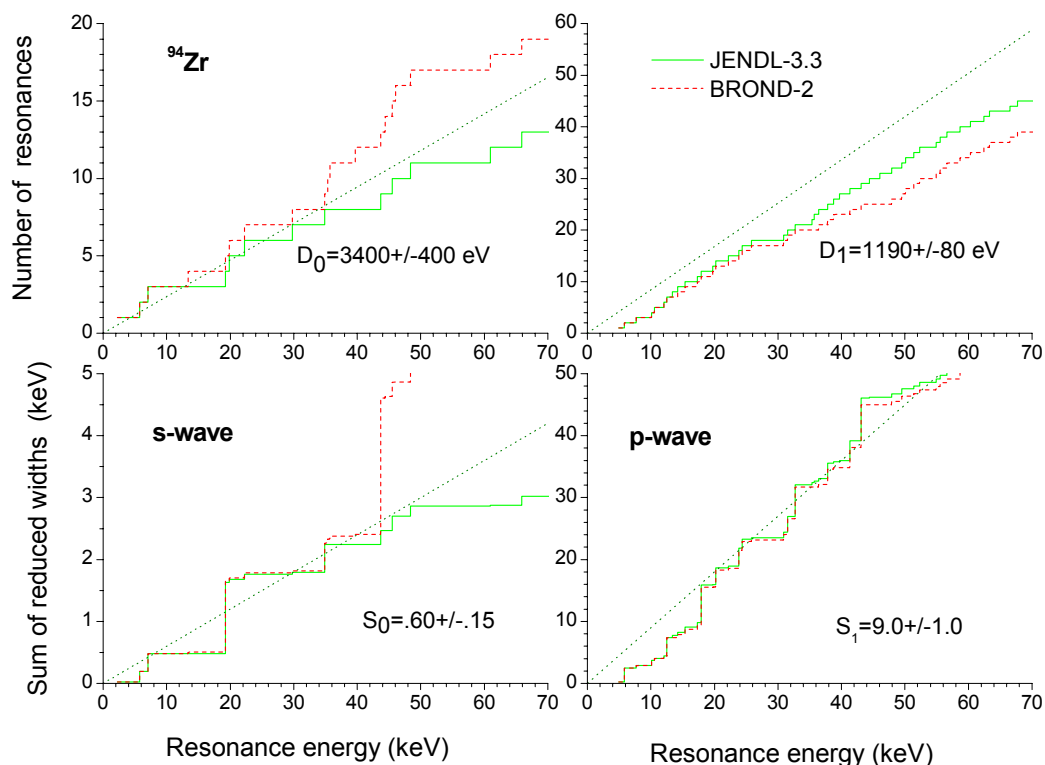 Number of resonances
20
15
10
5
0
⁹⁴Zr
D₀=3400+/-400 eV
0 10 20 30 40 50 60 70
60
50
40
30
20
10
0
JENDL-3.3
BROND-2
D1=1190+/-80 eV
0 10 20 30 40 50 60 70
Sum of reduced widths (keV)
5
4
3
2
1
0
s-wave
S0=.60+/-.15
0 10 20 30 40 50 60 70
Resonance energy (keV)
50
40
30
20
10
0
p-wave
S₁=9.0+/-1.0
0 10 20 30 40 50 60 70
Resonance energy (keV)